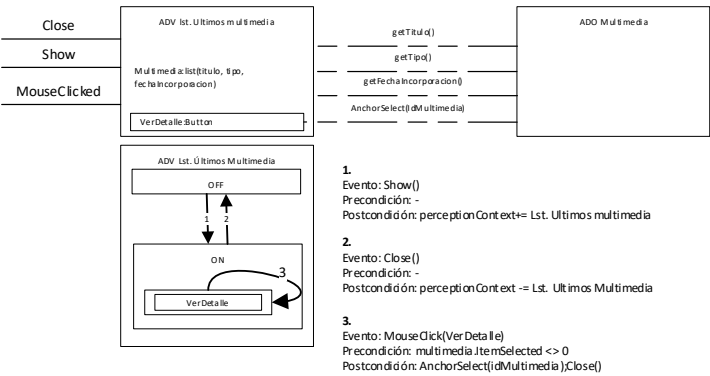 Close
Show
MouseClicked
ADV lst. Ultimos multimedia
Multimedia:list(titulo, tipo,
fechaIncorporacion)
VerDetalle:Button
getTitulo()
getTipo()
getFechaIncorporacion()
AnchorSelect(IdMultimedia)
ADO Multimedia
ADV Lst. Últimos Multimedia
OFF
1
2
ON
3
VerDetalle
1.
Evento: Show()
Precondición: -
Postcondición: perceptionContext+= Lst. Ultimos multimedia
2.
Evento: Close()
Precondición: -
Postcondición: perceptionContext -= Lst. Ultimos Multimedia
3.
Evento: MouseClick(VerDetalle)
Precondición: multimedia.ItemSelected <> 0
Postcondición: AnchorSelect(idMultimedia);Close()